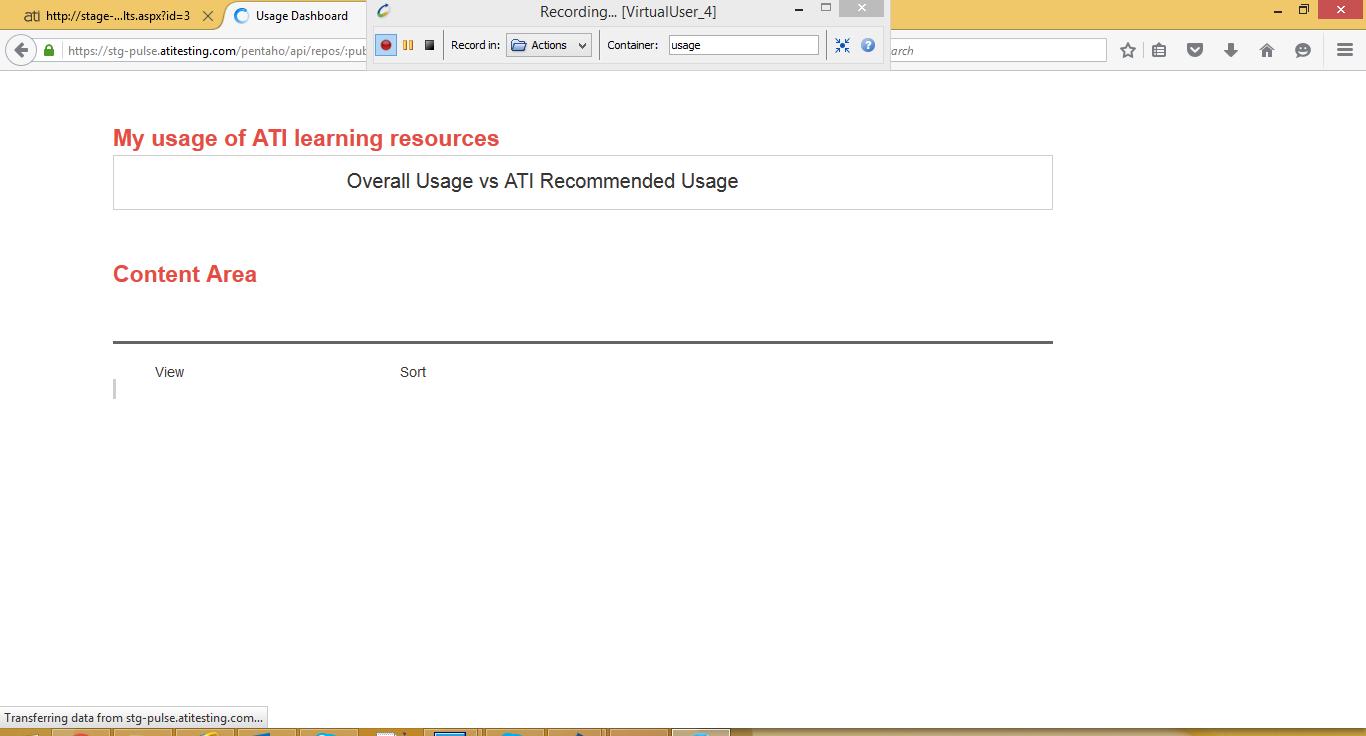 Recording... [VirtualUser_4]
ati http://stage-...lts.aspx?id=3
Usage Dashboard
Record in: Actions
Container: usage
https://stg-pulse.atitesting.com/pentaho/api/repos/:pub
arch
My usage of ATI learning resources
Overall Usage vs ATI Recommended Usage
Content Area
View
Sort
Transferring data from stg-pulse.atitesting.com...